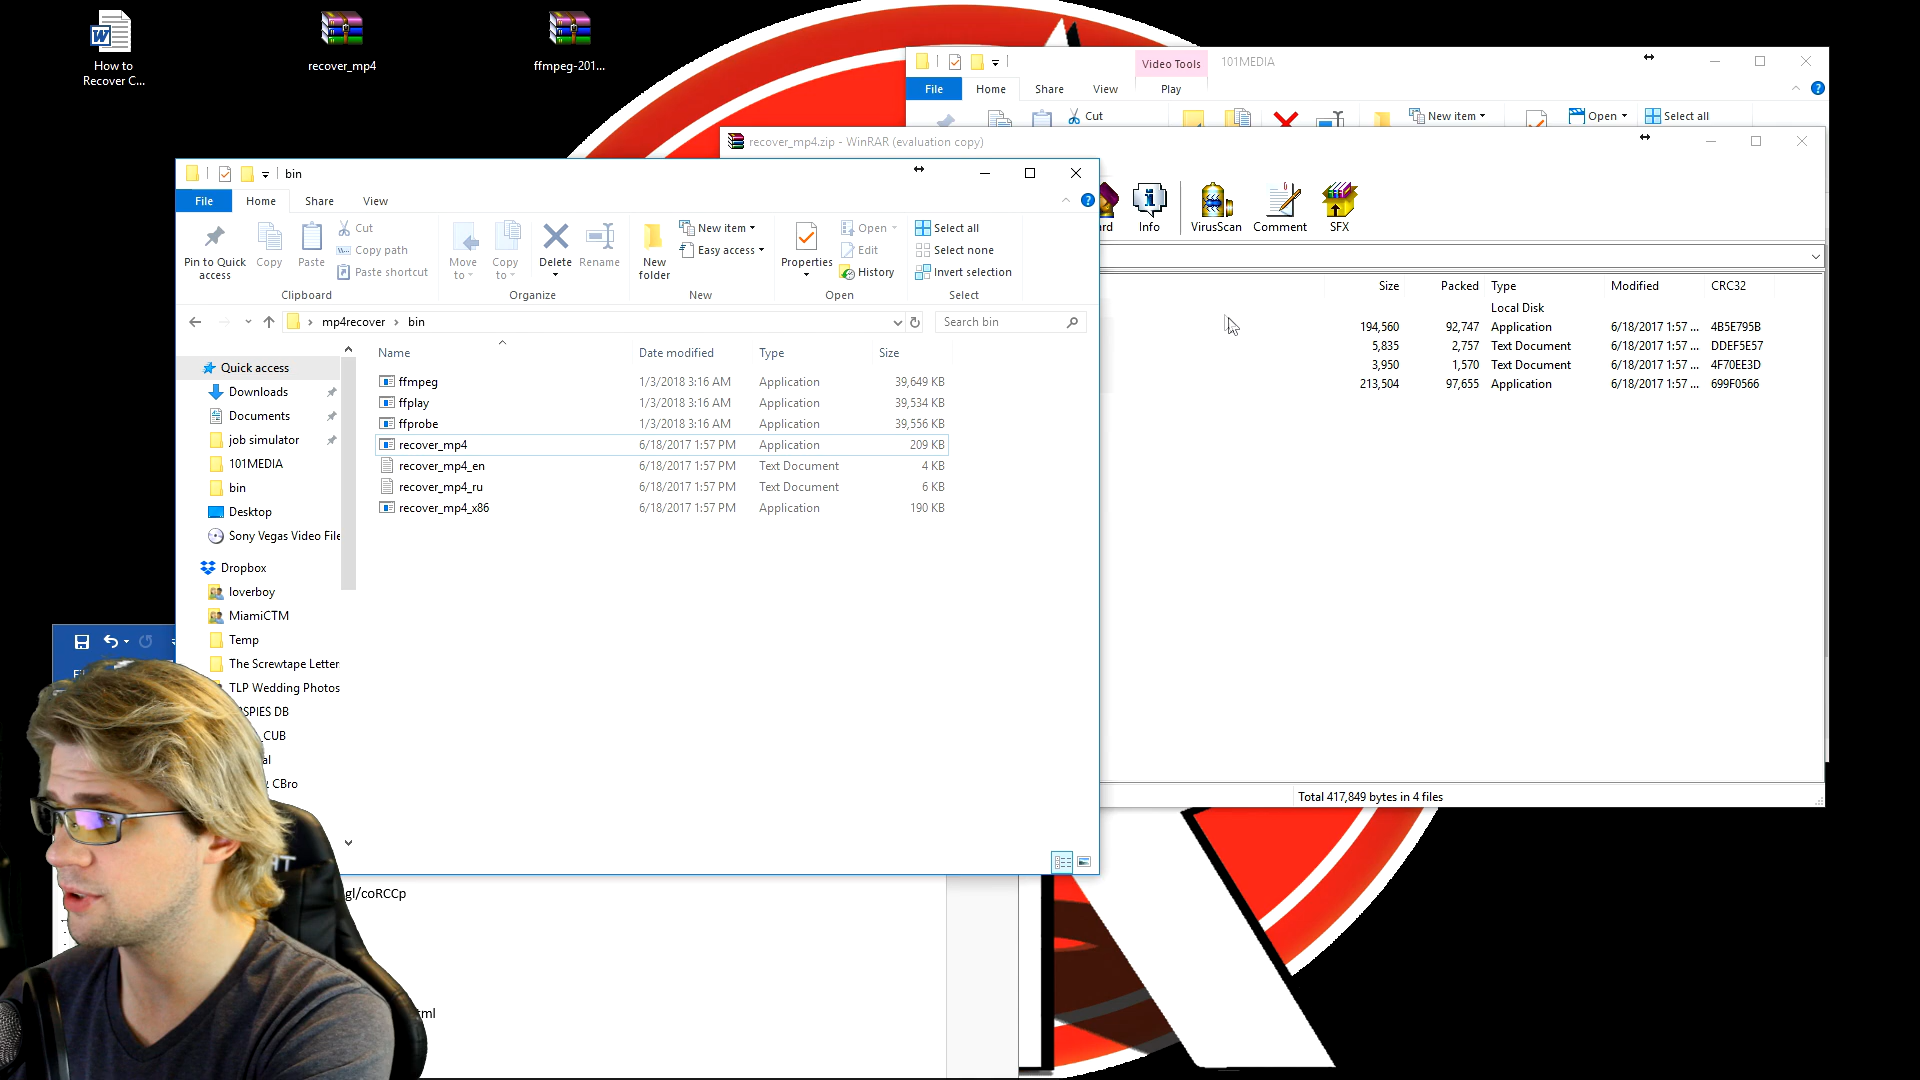 How to
Recover C...
recover_mp4
ffmpeg-201...
Video Tools
101MEDIA
File
Home
Share
View
Play
Cut
New item
Open
Select all
recover_mp4.zip - WinRAR (evaluation copy)
Info
VirusScan
Comment
SFX
Size
Packed
Type
Modified
CRC32
Local Disk
194,560
92,747
Application
6/18/2017 1:57 ...
4B5E795B
5,835
2,757
Text Document
6/18/2017 1:57 ...
DDEF5E57
3,950
1,570
Text Document
6/18/2017 1:57 ...
4F70EE3D
213,504
97,655
Application
6/18/2017 1:57 ...
699F0566
Total 417,849 bytes in 4 files
bin
File
Home
Share
View
Pin to Quick
access
Copy
Paste
Cut
Copy path
Paste shortcut
Clipboard
Move
to
Copy
to
Delete
Rename
Organize
New
folder
New item
Easy access
New
Properties
Open
Edit
History
Open
Select all
Select none
Invert selection
Select
mp4recover
bin
Search bin
Name
Date modified
Type
Size
ffmpeg
1/3/2018 3:16 AM
Application
39,649 KB
ffplay
1/3/2018 3:16 AM
Application
39,534 KB
ffprobe
1/3/2018 3:16 AM
Application
39,556 KB
recover_mp4
6/18/2017 1:57 PM
Application
209 KB
recover_mp4_en
6/18/2017 1:57 PM
Text Document
4 KB
recover_mp4_ru
6/18/2017 1:57 PM
Text Document
6 KB
recover_mp4_x86
6/18/2017 1:57 PM
Application
190 KB
Quick access
Downloads
Documents
job simulator
101MEDIA
bin
Desktop
Sony Vegas Video File
Dropbox
loverboy
MiamiCTM
Temp
The Screwtape Letter
TLP Wedding Photos
SPIES DB
_CUB
al
CBro
gl/coRCCp